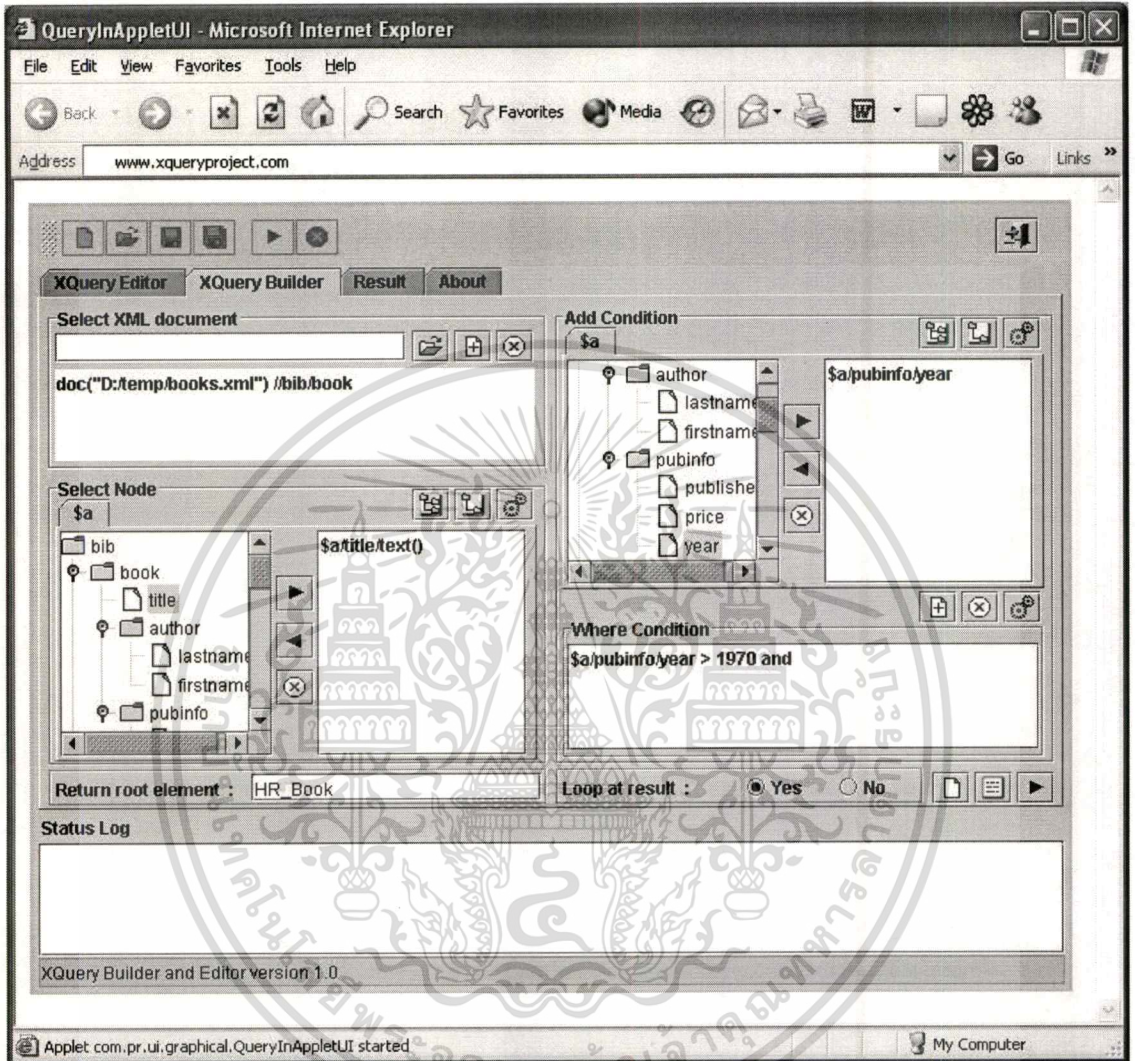 QueryInAppletUI - Microsoft Internet Explorer
File Edit View Favorites Tools Help
Back Search Favorites Media
Address www.xqueryproject.com Go Links »
XQuery Editor XQuery Builder Result About
Select XML document
doc("D:/temp/books.xml") //bib/book
Select Node
$a
bib
book
title
author
lastname
firstname
pubinfo
$a/title/text()
Return root element : HR_Book
Add Condition
$a
author
lastname
firstname
pubinfo
publishe
price
year
$a/pubinfo/year
Where Condition
$a/pubinfo/year > 1970 and
Loop at result : Yes No
Status Log
XQuery Builder and Editor version 1.0
Applet com.pr.ui.graphical.QueryInAppletUI started My Computer